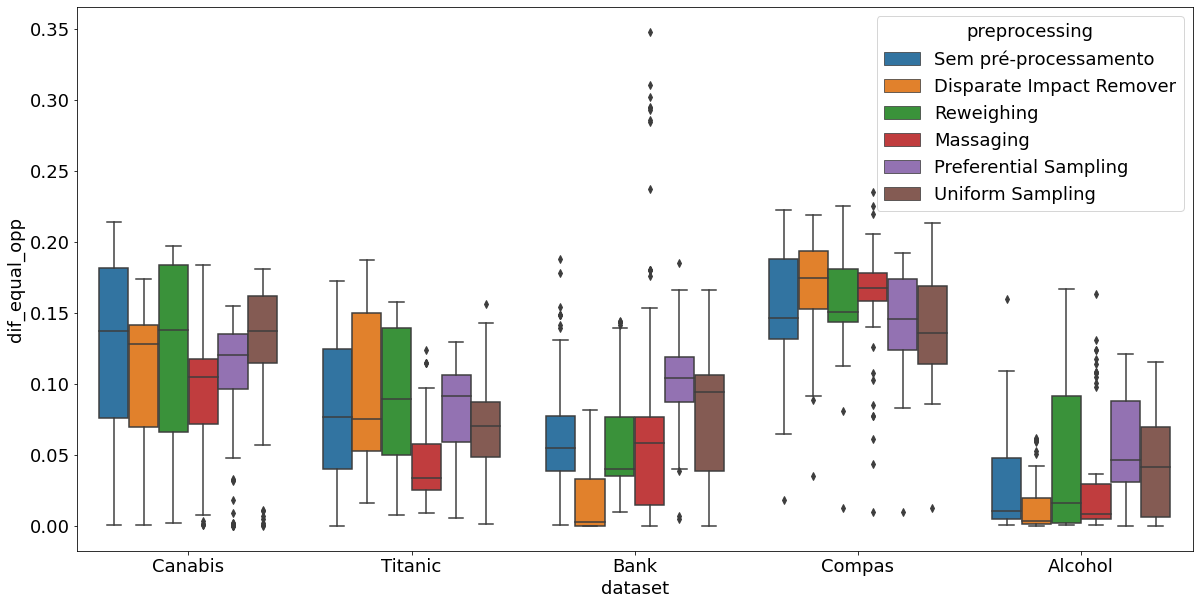 dif_equal_opp
0.35
0.30
0.25
0.20
0.15
0.10
0.05
0.00
preprocessing
Sem pré-processamento
Disparate Impact Remover
Reweighing
Massaging
Preferential Sampling
Uniform Sampling
Canabis
Titanic
Bank
Compas
Alcohol
dataset